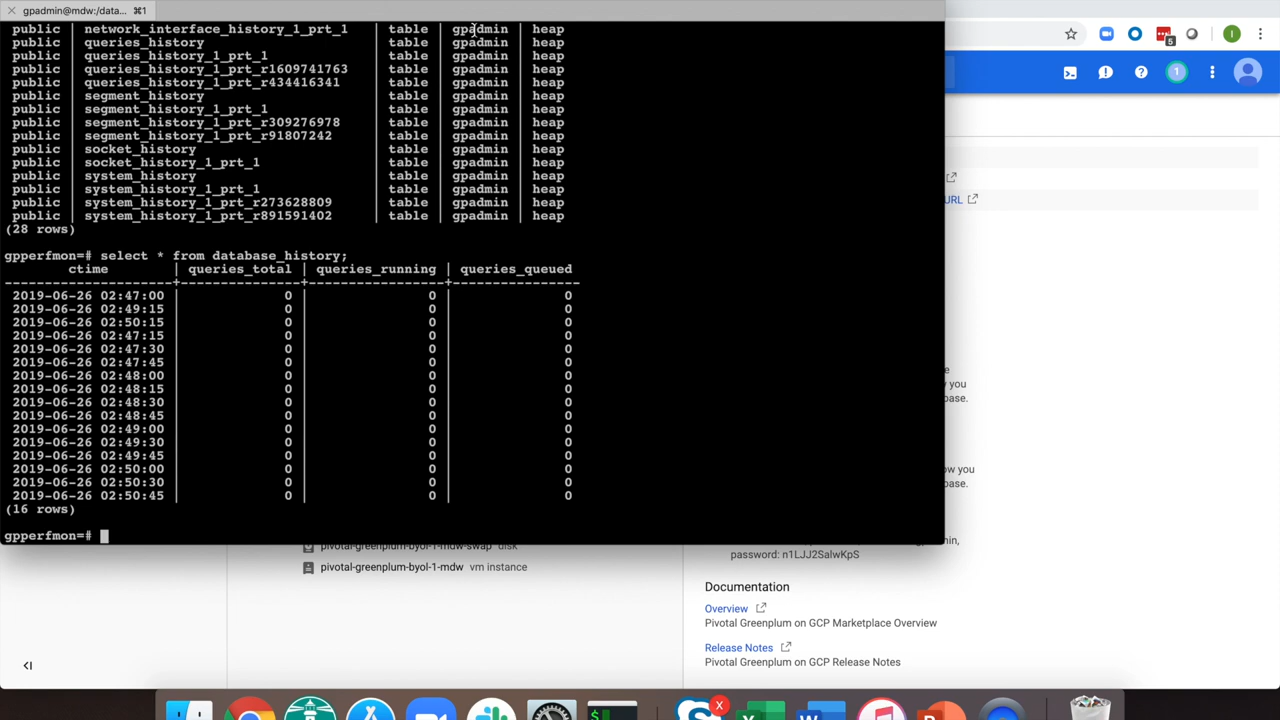 gpadmin@mdw:/data... ⌘1
public | network_interface_history_1_prt_1 | table | gpadmin | heap
public | queries_history | table | gpadmin | heap
public | queries_history_1_prt_1 | table | gpadmin | heap
public | queries_history_1_prt_r1609741763 | table | gpadmin | heap
public | queries_history_1_prt_r434416341 | table | gpadmin | heap
public | segment_history | table | gpadmin | heap
public | segment_history_1_prt_1 | table | gpadmin | heap
public | segment_history_1_prt_r309276978 | table | gpadmin | heap
public | segment_history_1_prt_r91807242 | table | gpadmin | heap
public | socket_history | table | gpadmin | heap
public | socket_history_1_prt_1 | table | gpadmin | heap
public | system_history | table | gpadmin | heap
public | system_history_1_prt_1 | table | gpadmin | heap
public | system_history_1_prt_r273628809 | table | gpadmin | heap
public | system_history_1_prt_r891591402 | table | gpadmin | heap
(28 rows)
gpperfmon=# select * from database_history;
ctime | queries_total | queries_running | queries_queued
---------------------+---------------+-----------------+----------------
2019-06-26 02:47:00 | 0 | 0 | 0
2019-06-26 02:49:15 | 0 | 0 | 0
2019-06-26 02:50:15 | 0 | 0 | 0
2019-06-26 02:47:15 | 0 | 0 | 0
2019-06-26 02:47:30 | 0 | 0 | 0
2019-06-26 02:47:45 | 0 | 0 | 0
2019-06-26 02:48:00 | 0 | 0 | 0
2019-06-26 02:48:15 | 0 | 0 | 0
2019-06-26 02:48:30 | 0 | 0 | 0
2019-06-26 02:48:45 | 0 | 0 | 0
2019-06-26 02:49:00 | 0 | 0 | 0
2019-06-26 02:49:30 | 0 | 0 | 0
2019-06-26 02:49:45 | 0 | 0 | 0
2019-06-26 02:50:00 | 0 | 0 | 0
2019-06-26 02:50:30 | 0 | 0 | 0
2019-06-26 02:50:45 | 0 | 0 | 0
(16 rows)
gpperfmon=#
5
I
1
URL
you
ow you
password: n1LJJ2SalwKpS
pivotal-greenplum-byol-1-mdw-swap disk
pivotal-greenplum-byol-1-mdw vm instance
Documentation
Overview
Pivotal Greenplum on GCP Marketplace Overview
Release Notes
Pivotal Greenplum on GCP Release Notes